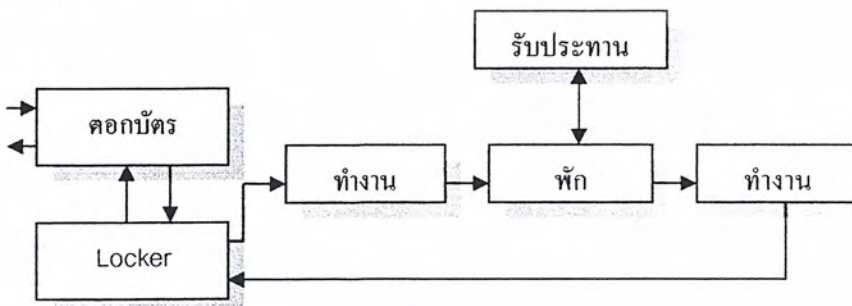 รับประทาน
ตอกบัตร
ทำงาน
พัก
ทำงาน
Locker